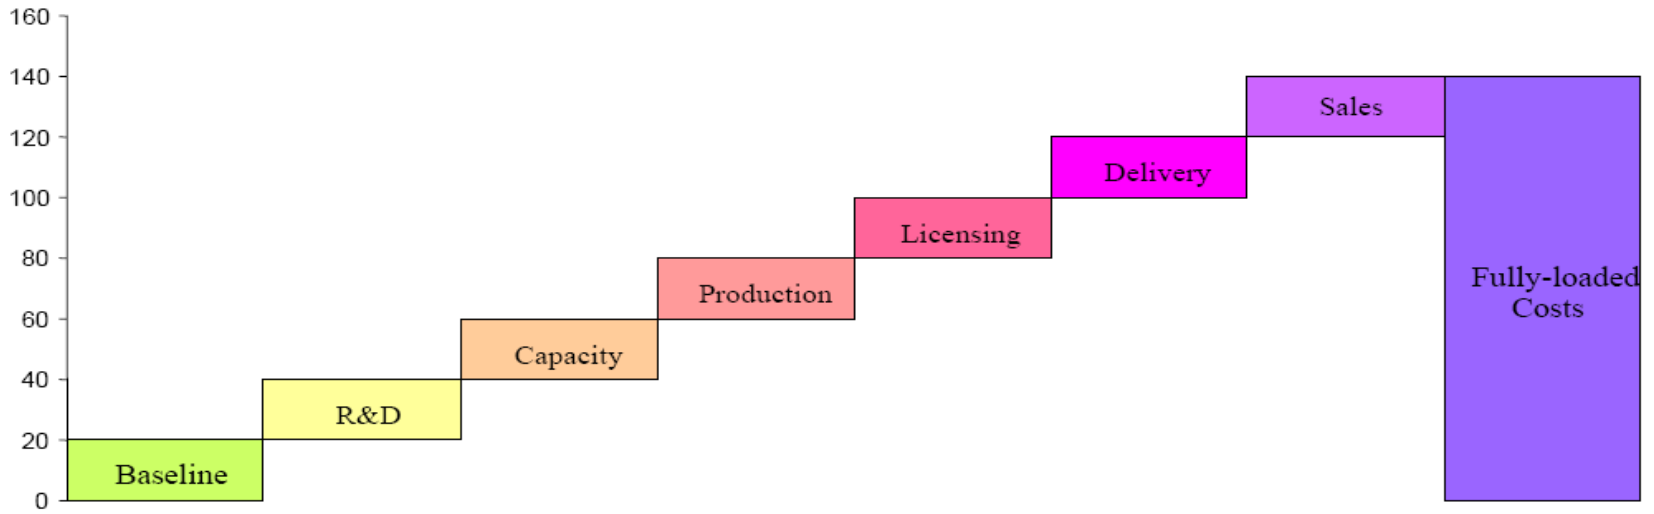 160
140
120
100
80
60
40
20
0
Baseline
R&D
Capacity
Production
Licensing
Delivery
Sales
Fully-loaded
Costs